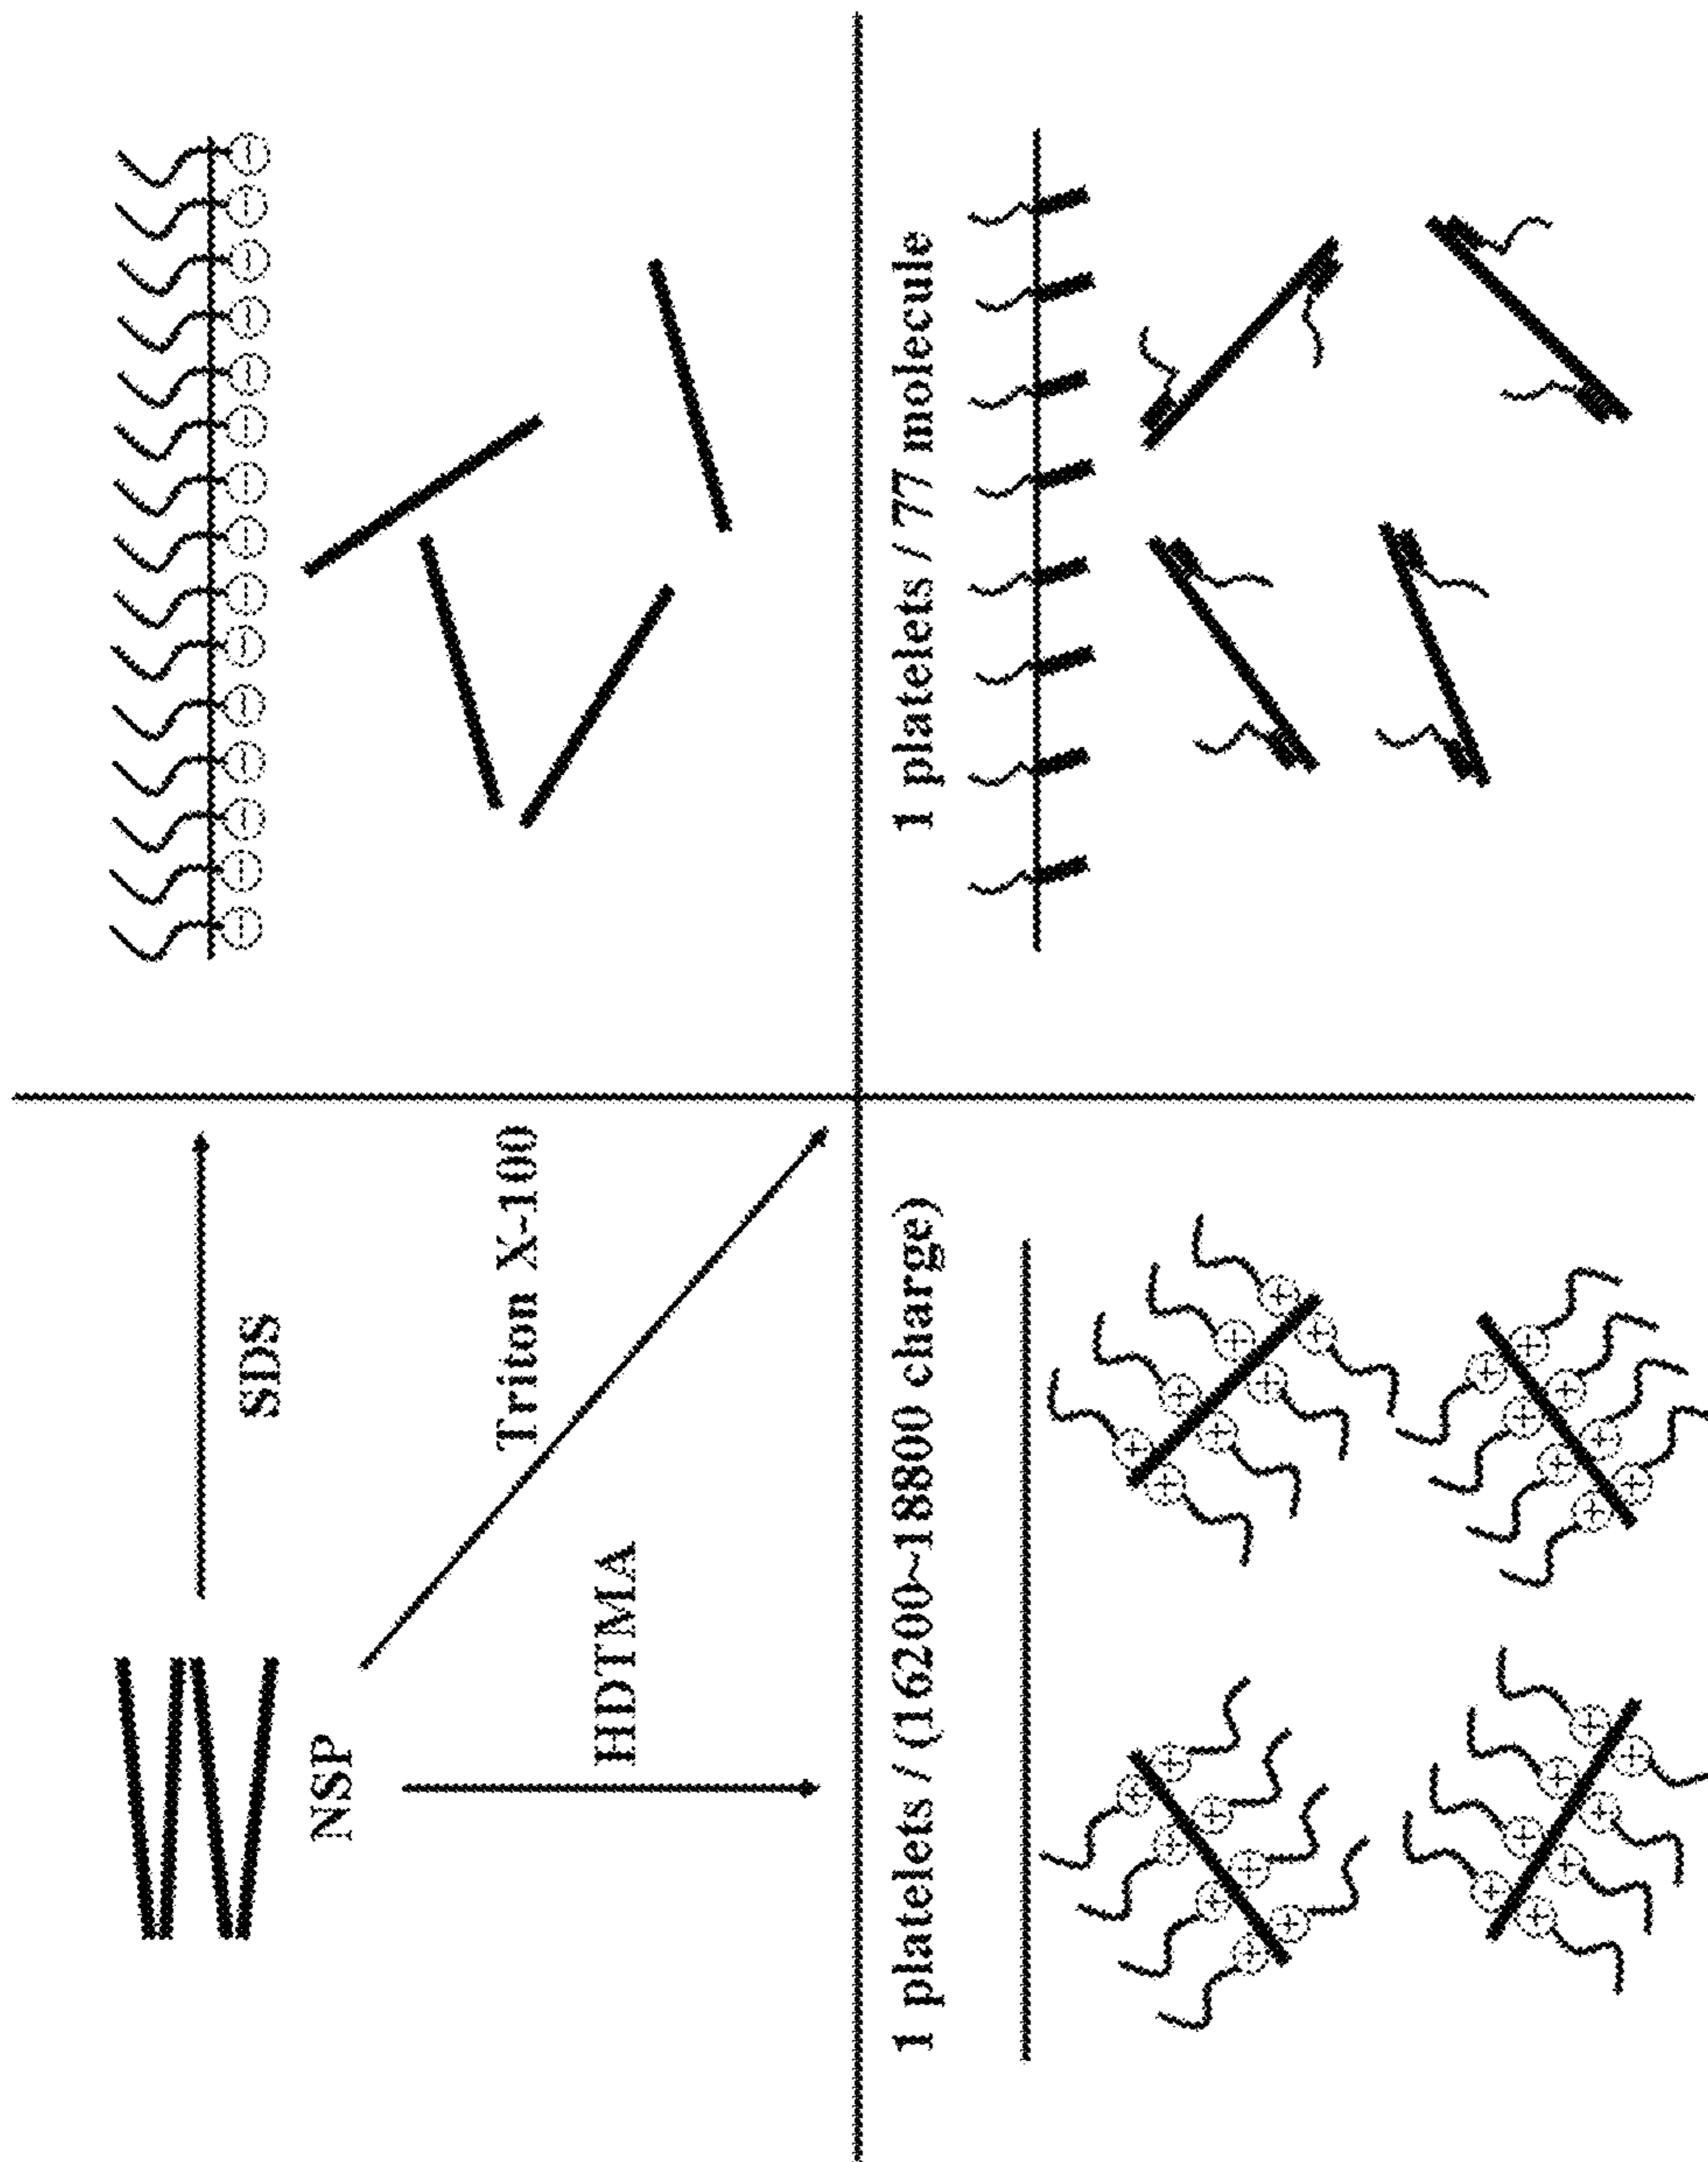 SDS
NSP
Triton X-100
HDTMA
1 platelets / (16200~18800 charge)
1 platelets / 77 molecule